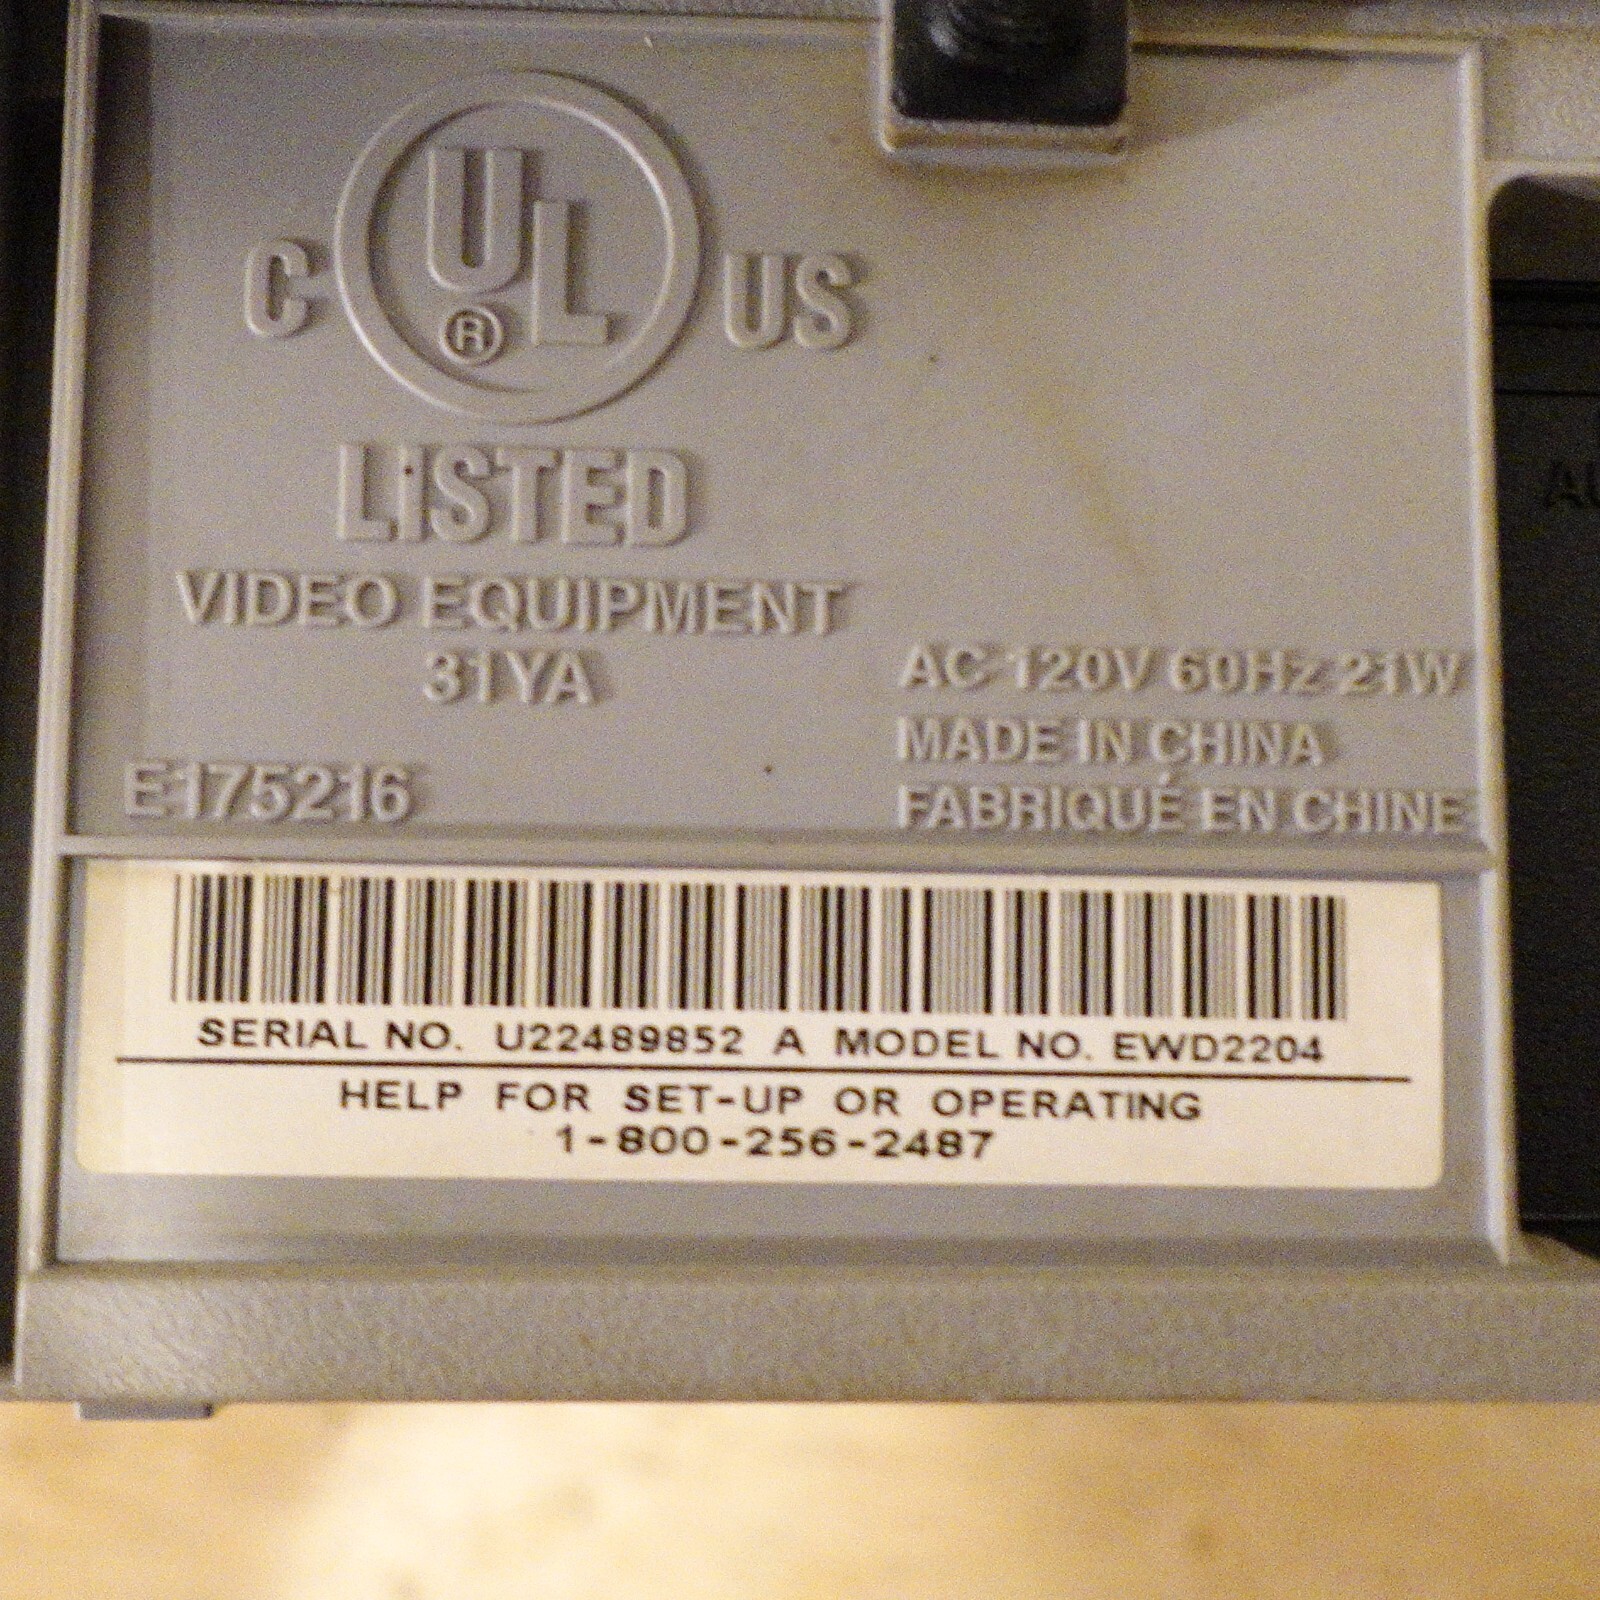 C UL ® US
LISTED
VIDEO EQUIPMENT
31YA
E175216
AC 120V 60Hz 21W
MADE IN CHINA
FABRIQUÉ EN CHINE
SERIAL NO. U22489852 A MODEL NO. EWD2204
HELP FOR SET-UP OR OPERATING
1-800-256-2487